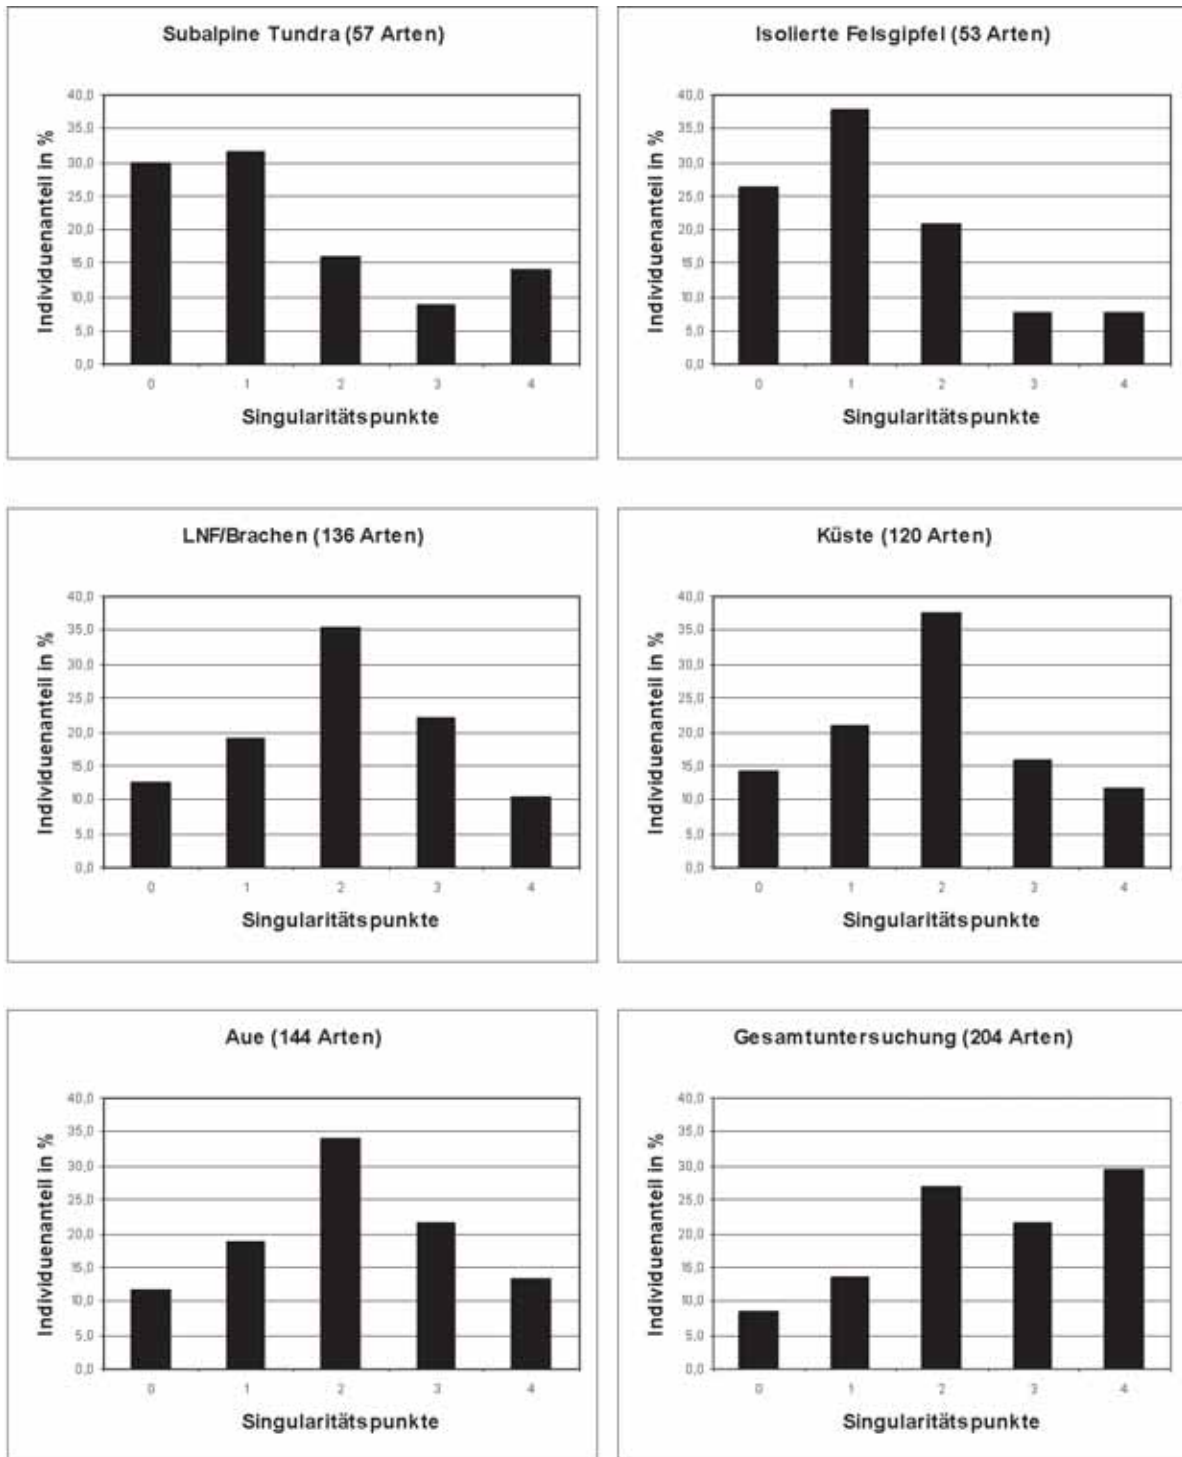 Subalpine Tundra (57 Arten)
Individuenanteil in %
40,0
35,0
30,0
25,0
20,0
15,0
10,0
5,0
0,0
0 1 2 3 4
Singularitätspunkte
Isolierte Felsgipfel (53 Arten)
Individuenanteil in %
40,0
35,0
30,0
25,0
20,0
15,0
10,0
5,0
0,0
0 1 2 3 4
Singularitätspunkte
LNF/Brachen (136 Arten)
Individuenanteil in %
40,0
35,0
30,0
25,0
20,0
15,0
10,0
5,0
0,0
0 1 2 3 4
Singularitätspunkte
Küste (120 Arten)
Individuenanteil in %
40,0
35,0
30,0
25,0
20,0
15,0
10,0
5,0
0,0
0 1 2 3 4
Singularitätspunkte
Aue (144 Arten)
Individuenanteil in %
40,0
35,0
30,0
25,0
20,0
15,0
10,0
5,0
0,0
0 1 2 3 4
Singularitätspunkte
Gesamtuntersuchung (204 Arten)
Individuenanteil in %
40,0
35,0
30,0
25,0
20,0
15,0
10,0
5,0
0,0
0 1 2 3 4
Singularitätspunkte